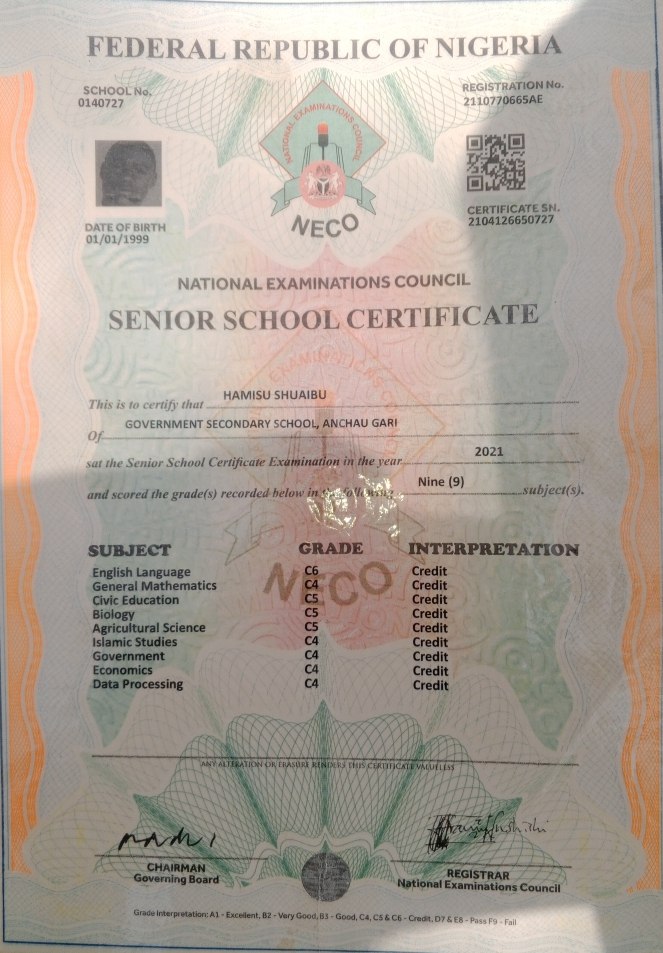 FEDERAL REPUBLIC OF NIGERIA
SCHOOL No.
0140727
REGISTRATION No.
2110770665AE
NATIONAL EXAMINATIONS COUNCIL
NECO
DATE OF BIRTH
01/01/1999
CERTIFICATE SN.
2104126650727
NATIONAL EXAMINATIONS COUNCIL
SENIOR SCHOOL CERTIFICATE
This is to certify that HAMISU SHUAIBU
Of GOVERNMENT SECONDARY SCHOOL, ANCHAU GARI
sat the Senior School Certificate Examination in the year 2021
and scored the grade(s) recorded below in the following Nine (9) subject(s).
SUBJECT GRADE INTERPRETATION
English Language C6 Credit
General Mathematics C4 Credit
Civic Education C5 Credit
Biology C5 Credit
Agricultural Science C5 Credit
Islamic Studies C4 Credit
Government C4 Credit
Economics C4 Credit
Data Processing C4 Credit
NECO
ANY ALTERATION OR ERASURE RENDERS THIS CERTIFICATE VALUELESS
CHAIRMAN
Governing Board
REGISTRAR
National Examinations Council
Grade Interpretation: A1 - Excellent, B2 - Very Good, B3 - Good, C4, C5 & C6 - Credit, D7 & E8 - Pass F9 - Fail